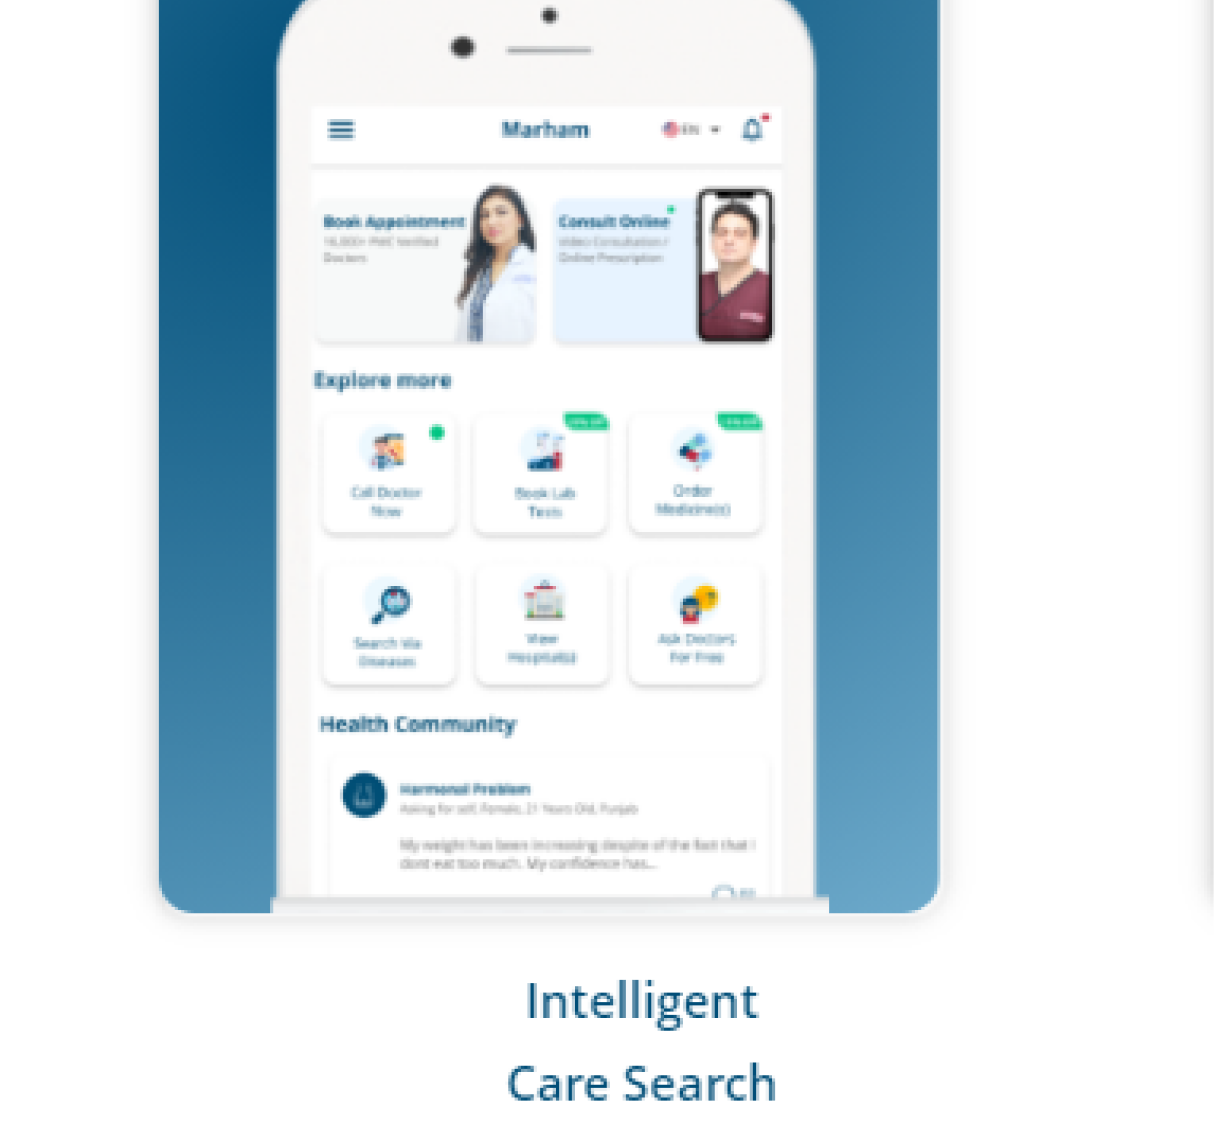 Marham
EN
Book Appointment
Consult Online
10,000+ PMC Verified
Doctors
Video Consultation /
Online Prescription
Explore more
Call Doctor
Now
Book Lab
Tests
Order
Medicine(s)
Search Via
Diseases
View
Hospital(s)
Ask Doctors
For Free
Health Community
Harmonal Problem
Asking for self, Female, 21 Years Old, Punjab
My weight has been increasing despite of the fact that I
dont eat too much. My confidence has...
Intelligent
Care Search